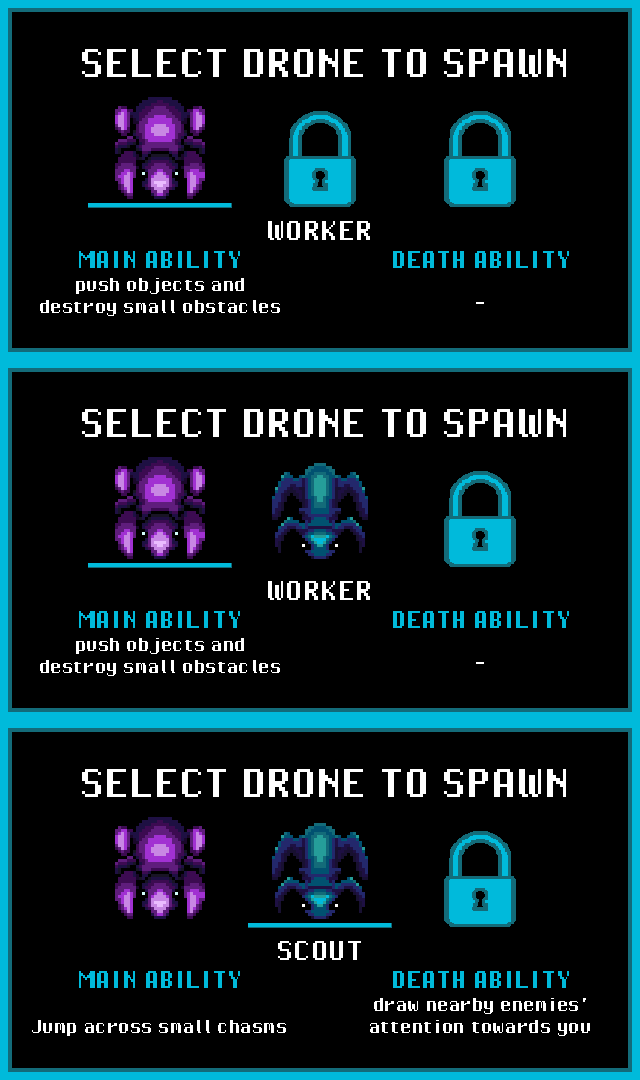 SELECT DRONE TO SPAWN
WORKER
MAIN ABILITY
DEATH ABILITY
push objects and
destroy small obstacles
-
SELECT DRONE TO SPAWN
WORKER
MAIN ABILITY
DEATH ABILITY
push objects and
destroy small obstacles
-
SELECT DRONE TO SPAWN
SCOUT
MAIN ABILITY
DEATH ABILITY
Jump across small chasms
draw nearby enemies'
attention towards you